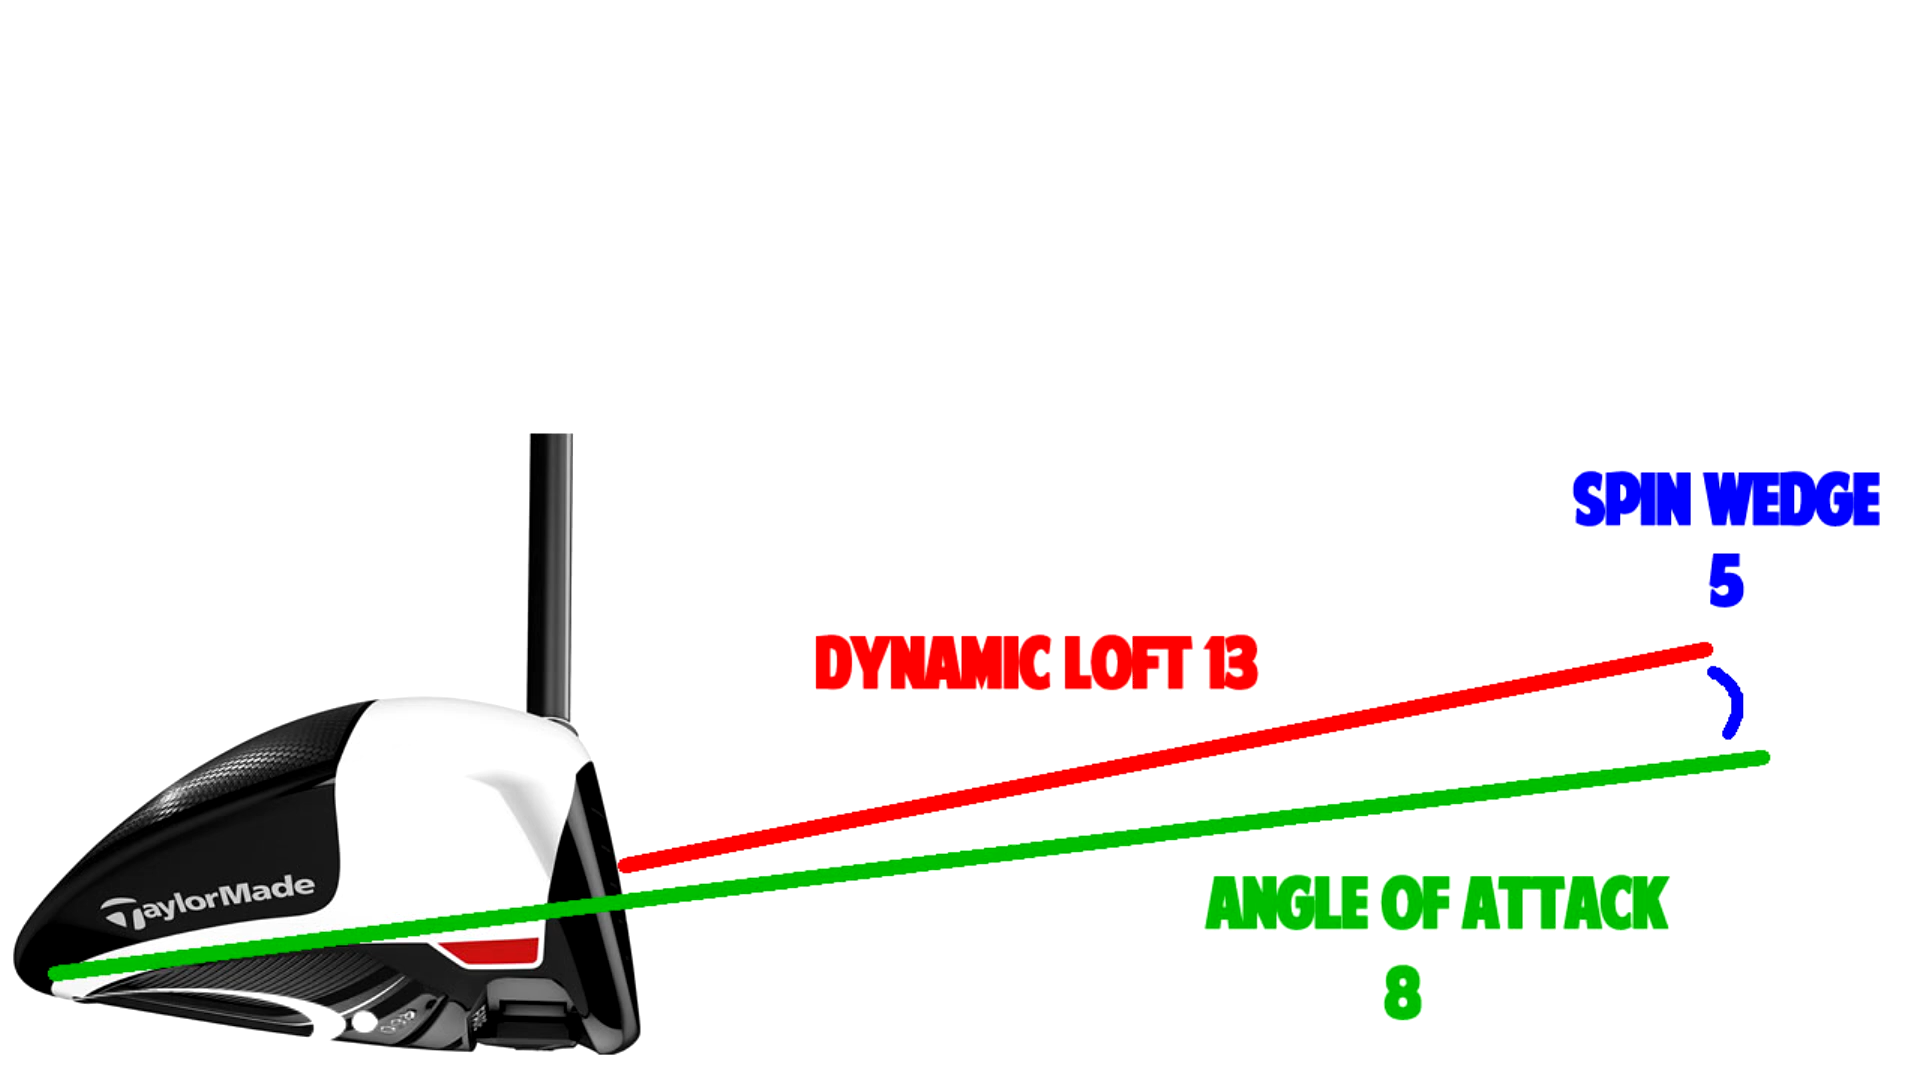 SPIN WEDGE
5
DYNAMIC LOFT 13
TaylorMade
ANGLE OF ATTACK
8